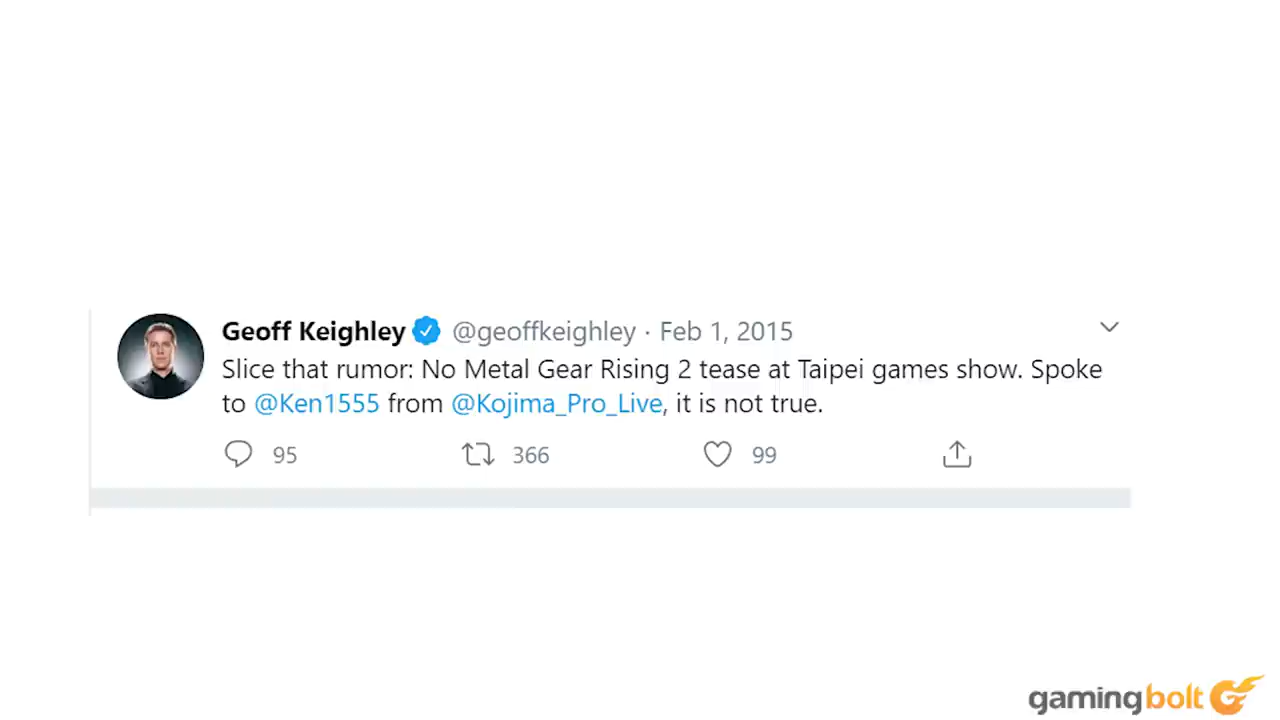 Geoff Keighley @geoffkeighley · Feb 1, 2015
Slice that rumor: No Metal Gear Rising 2 tease at Taipei games show. Spoke
to @Ken1555 from @Kojima_Pro_Live, it is not true.
95 366 99
gamingbolt